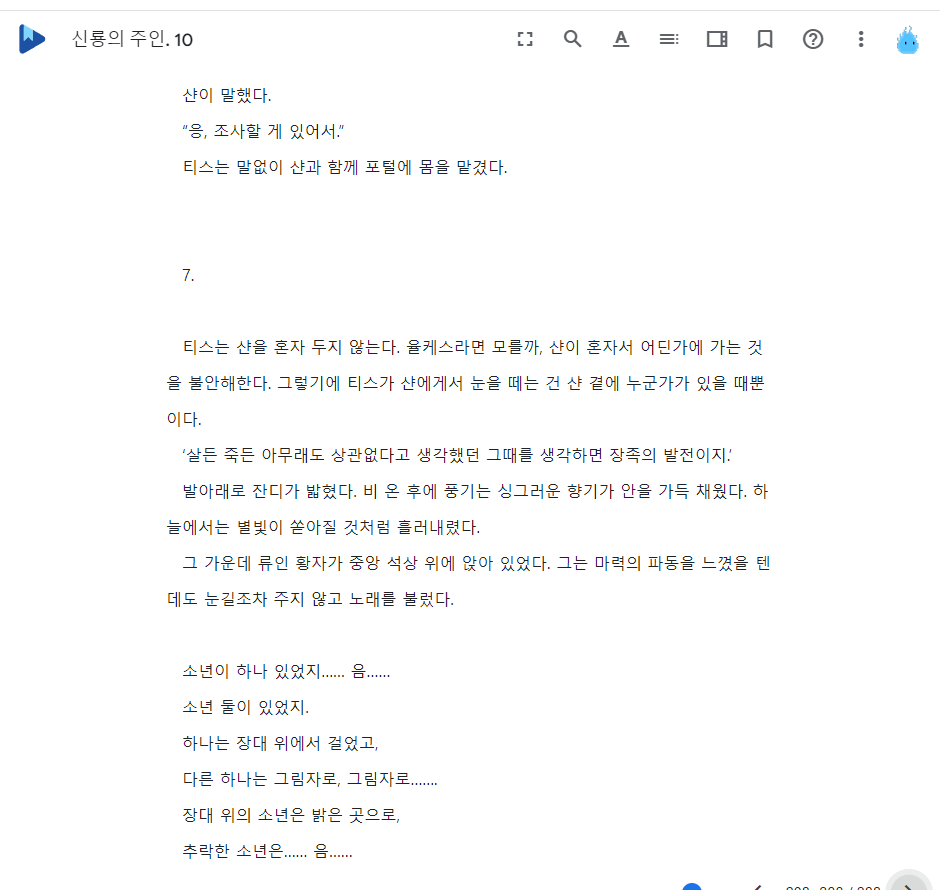 신룡의 주인. 10
샨이 말했다.
“응, 조사할 게 있어서.”
티스는 말없이 샨과 함께 포털에 몸을 맡겼다.
7.
티스는 샨을 혼자 두지 않는다. 율케스라면 모를까, 샨이 혼자서 어딘가에 가는 것
을 불안해한다. 그렇기에 티스가 샨에게서 눈을 떼는 건 샨 곁에 누군가가 있을 때뿐
이다.
‘살든 죽든 아무래도 상관없다고 생각했던 그때를 생각하면 장족의 발전이지.’
발아래로 잔디가 밟혔다. 비 온 후에 풍기는 싱그러운 향기가 안을 가득 채웠다. 하
늘에서는 별빛이 쏟아질 것처럼 흘러내렸다.
그 가운데 류인 황자가 중앙 석상 위에 앉아 있었다. 그는 마력의 파동을 느꼈을 텐
데도 눈길조차 주지 않고 노래를 불렀다.
소년이 하나 있었지…… 음……
소년 둘이 있었지.
하나는 장대 위에서 걸었고,
다른 하나는 그림자로, 그림자로…….
장대 위의 소년은 밝은 곳으로,
추락한 소년은…… 음……